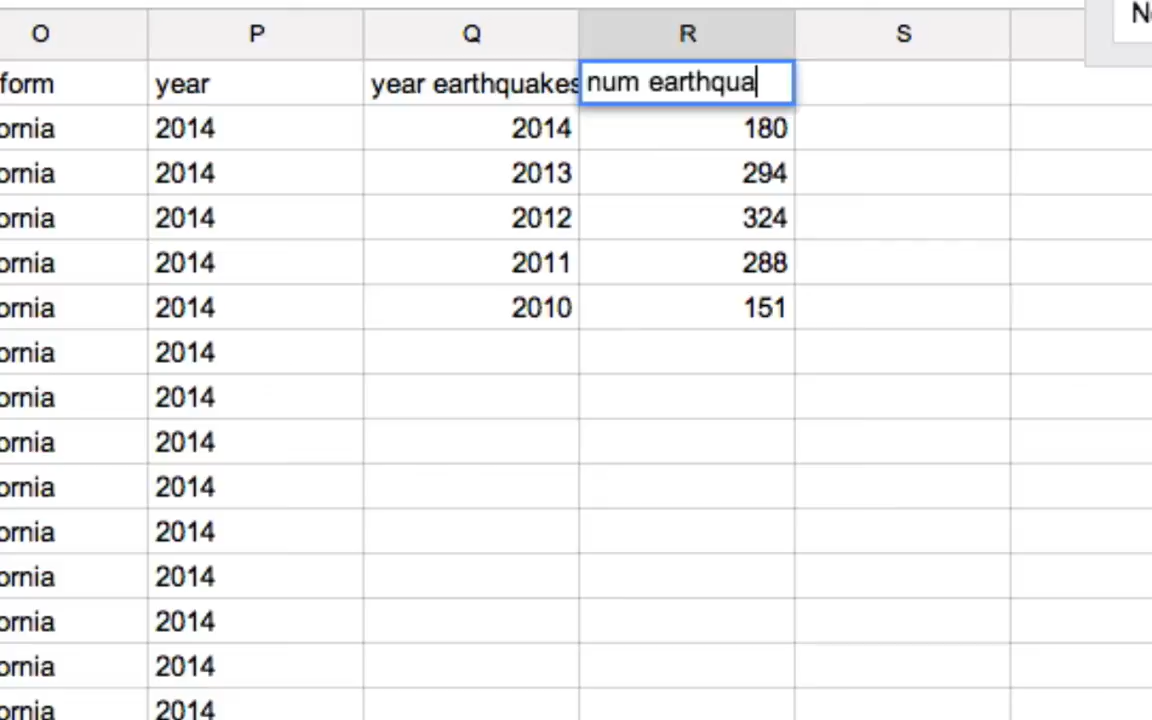 N
O P Q R S
form year year earthquakes num earthqua
ornia 2014 2014 180
ornia 2014 2013 294
ornia 2014 2012 324
ornia 2014 2011 288
ornia 2014 2010 151
ornia 2014
ornia 2014
ornia 2014
ornia 2014
ornia 2014
ornia 2014
ornia 2014
ornia 2014
ornia 2014